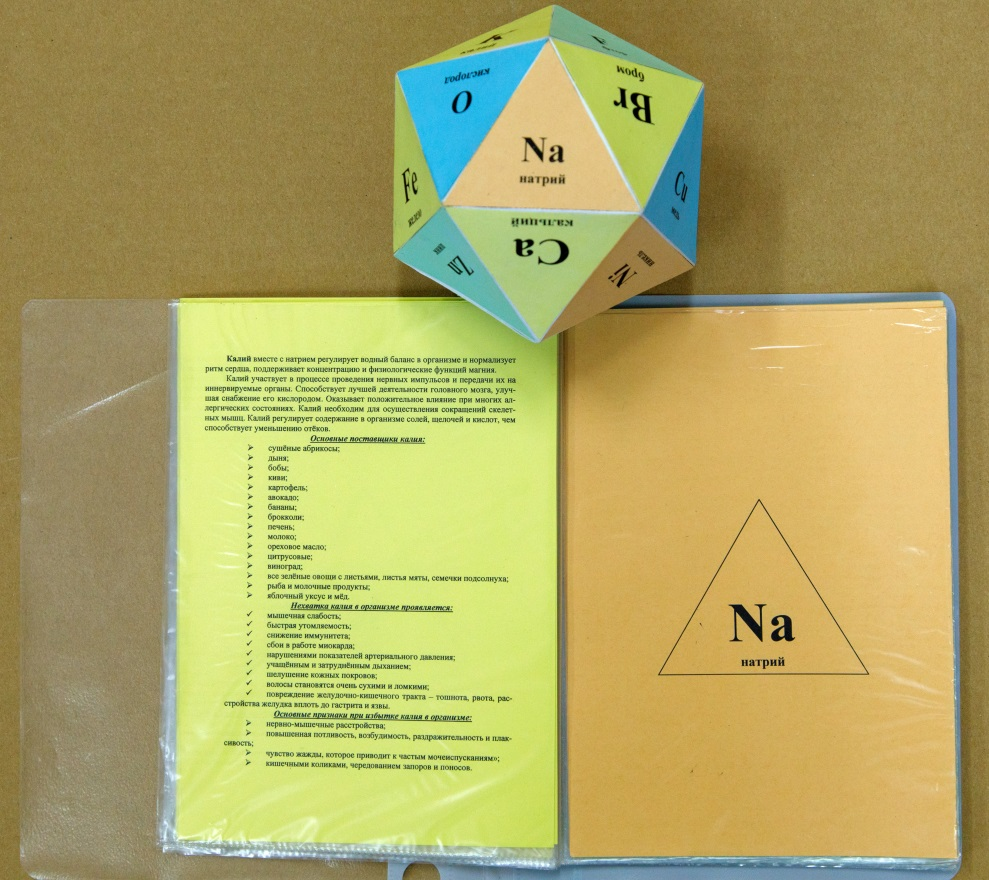 кислород
O
бром
Br
Na
натрий
Fe
железо
Cu
медь
кальций
Ca
цинк
Zn
Ni
никель
Калий вместе с натрием регулирует водный баланс в организме и нормализует
ритм сердца, поддерживает концентрацию и физиологические функций магния.
Калий участвует в процессе проведения нервных импульсов и передачи их на
иннервируемые органы. Способствует лучшей деятельности головного мозга, улуч-
шая снабжение его кислородом. Оказывает положительное влияние при многих ал-
лергических состояниях. Калий необходим для осуществления сокращений скелет-
ных мышц. Калий регулирует содержание в организме солей, щелочей и кислот, чем
способствует уменьшению отёков.
Основные поставщики калия:
➢ сушёные абрикосы;
➢ дыня;
➢ бобы;
➢ киви;
➢ картофель;
➢ авокадо;
➢ бананы;
➢ брокколи;
➢ печень;
➢ молоко;
➢ ореховое масло;
➢ цитрусовые;
➢ виноград;
➢ все зелёные овощи с листьями, листья мяты, семечки подсолнуха;
➢ рыба и молочные продукты;
➢ яблочный уксус и мёд.
Нехватка калия в организме проявляется:
✓ мышечная слабость;
✓ быстрая утомляемость;
✓ снижение иммунитета;
✓ сбои в работе миокарда;
✓ нарушениями показателей артериального давления;
✓ учащённым и затруднённым дыханием;
✓ шелушение кожных покровов;
✓ волосы становятся очень сухими и ломкими;
✓ повреждение желудочно-кишечного тракта – тошнота, рвота, рас-
стройства желудка вплоть до гастрита и язвы.
Основные признаки при избытке калия в организме:
➢ нервно-мышечные расстройства;
➢ повышенная потливость, возбудимость, раздражительность и плак-
сивость;
➢ чувство жажды, которое приводит к частым мочеиспусканиям»;
➢ кишечными коликами, чередованием запоров и поносов.
Na
натрий